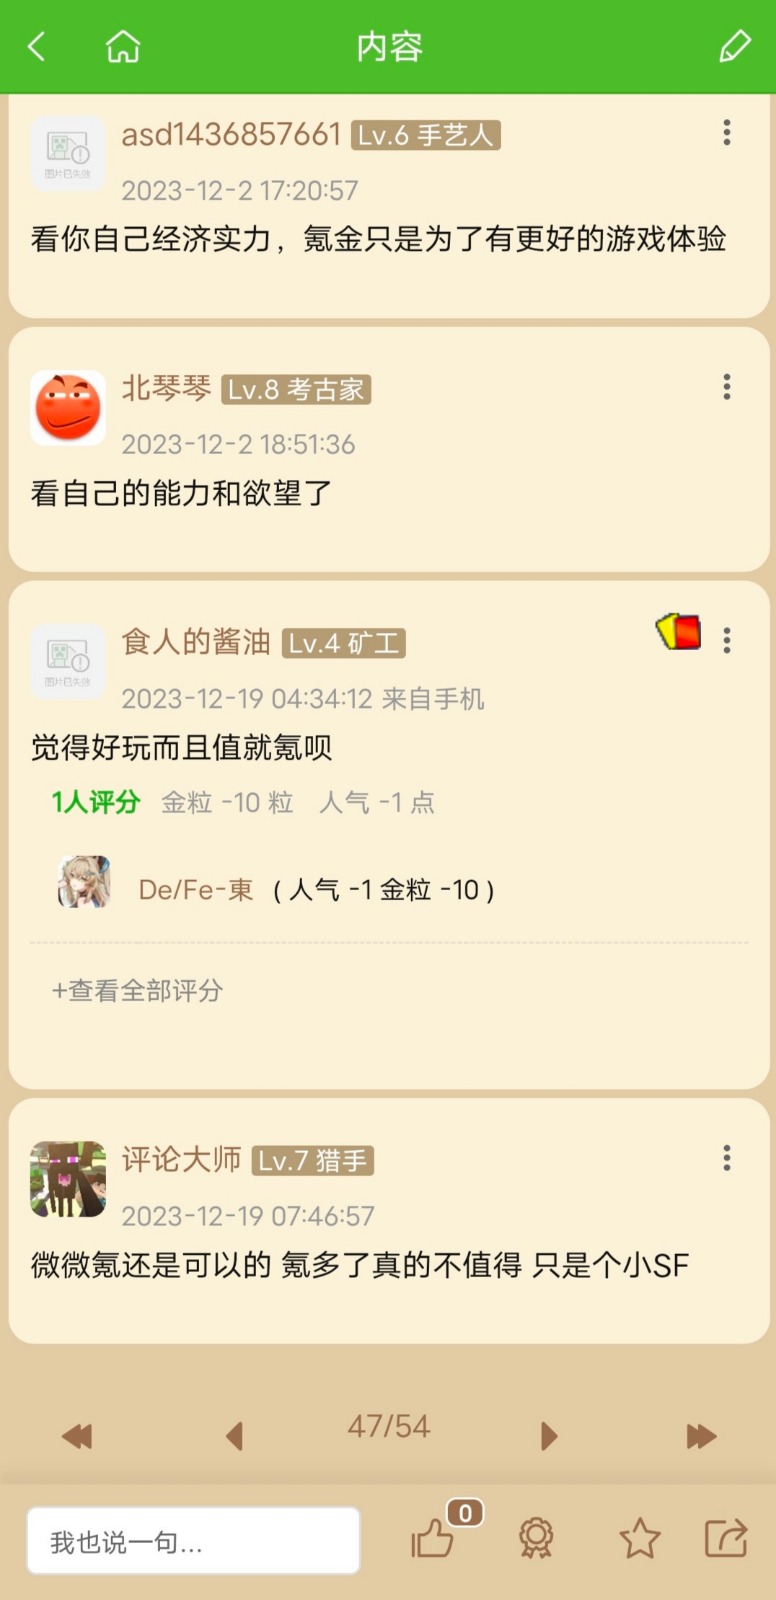 内容
asd1436857661 Lv.6 手艺人
图片已失效
2023-12-2 17:20:57
看你自己经济实力，氪金只是为了有更好的游戏体验
北琴琴 Lv.8 考古家
2023-12-2 18:51:36
看自己的能力和欲望了
食人的酱油 Lv.4 矿工
图片已失效
2023-12-19 04:34:12 来自手机
觉得好玩而且值就氪呗
1人评分 金粒 -10 粒 人气 -1 点
De/Fe-東 ( 人气 -1 金粒 -10 )
+查看全部评分
评论大师 Lv.7 猎手
2023-12-19 07:46:57
微微氪还是可以的 氪多了真的不值得 只是个小SF
47/54
0
我也说一句...